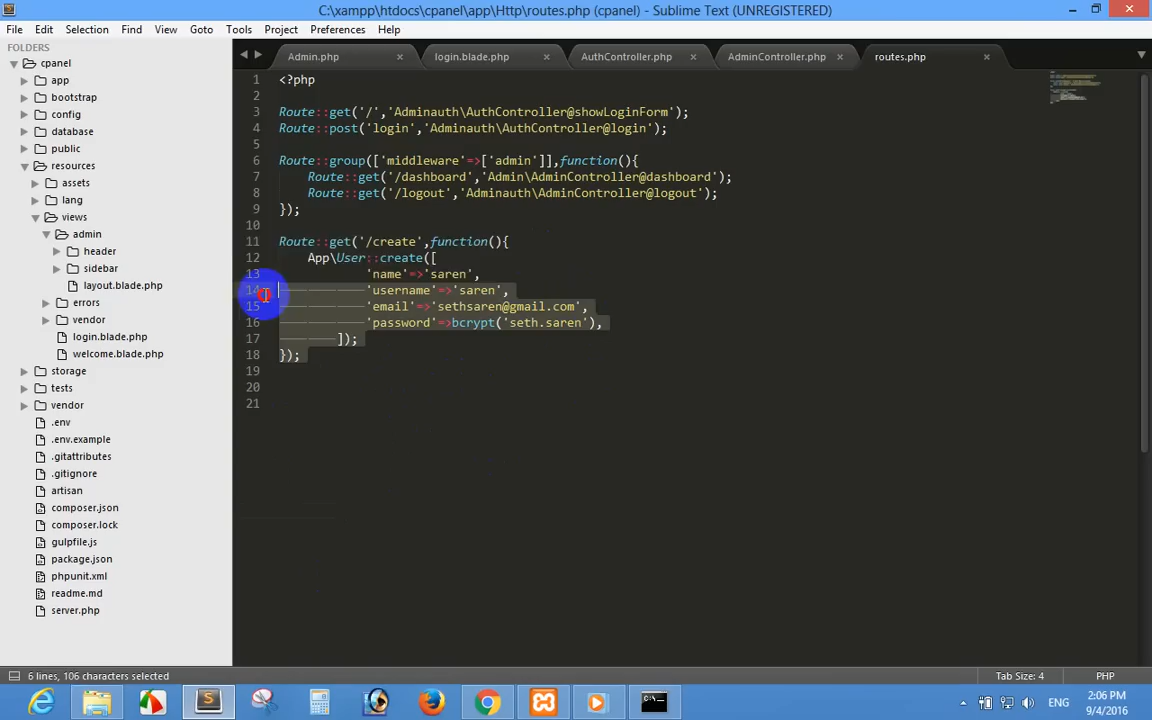 C:\xampp\htdocs\cpanel\app\Http\routes.php (cpanel) - Sublime Text (UNREGISTERED)
File Edit Selection Find View Goto Tools Project Preferences Help
FOLDERS
cpanel
app
bootstrap
config
database
public
resources
assets
lang
views
admin
header
sidebar
layout.blade.php
errors
vendor
login.blade.php
welcome.blade.php
storage
tests
vendor
.env
.env.example
.gitattributes
.gitignore
artisan
composer.json
composer.lock
gulpfile.js
package.json
phpunit.xml
readme.md
server.php
Admin.php login.blade.php AuthController.php AdminController.php routes.php
1 <?php
2
3 Route::get('/','Adminauth\AuthController@showLoginForm');
4 Route::post('login','Adminauth\AuthController@login');
5
6 Route::group(['middleware'=>['admin']],function(){
7 Route::get('/dashboard','Admin\AdminController@dashboard');
8 Route::get('/logout','Adminauth\AdminController@logout');
9 });
10
11 Route::get('/create',function(){
12 App\User::create([
13 'name'=>'saren',
14 'username'=>'saren',
15 'email'=>'sethsaren@gmail.com',
16 'password'=>bcrypt('seth.saren'),
17 ]);
18 });
19
20
21
6 lines, 106 characters selected Tab Size: 4 PHP
ENG
2:06 PM
9/4/2016